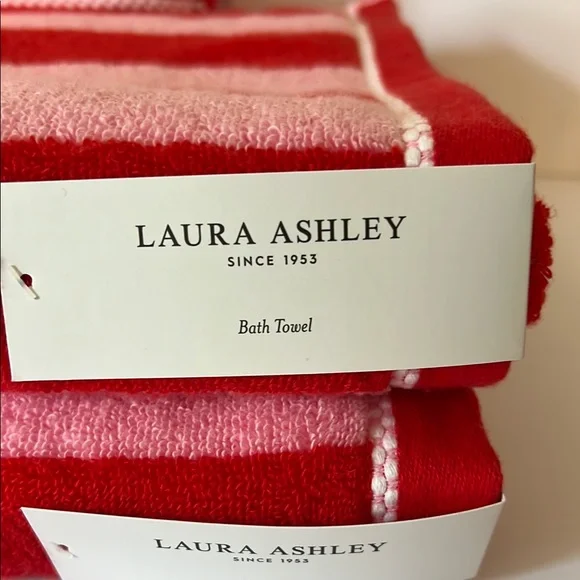 LAURA ASHLEY
SINCE 1953
Bath Towel
LAURA ASHLEY
SINCE 1953